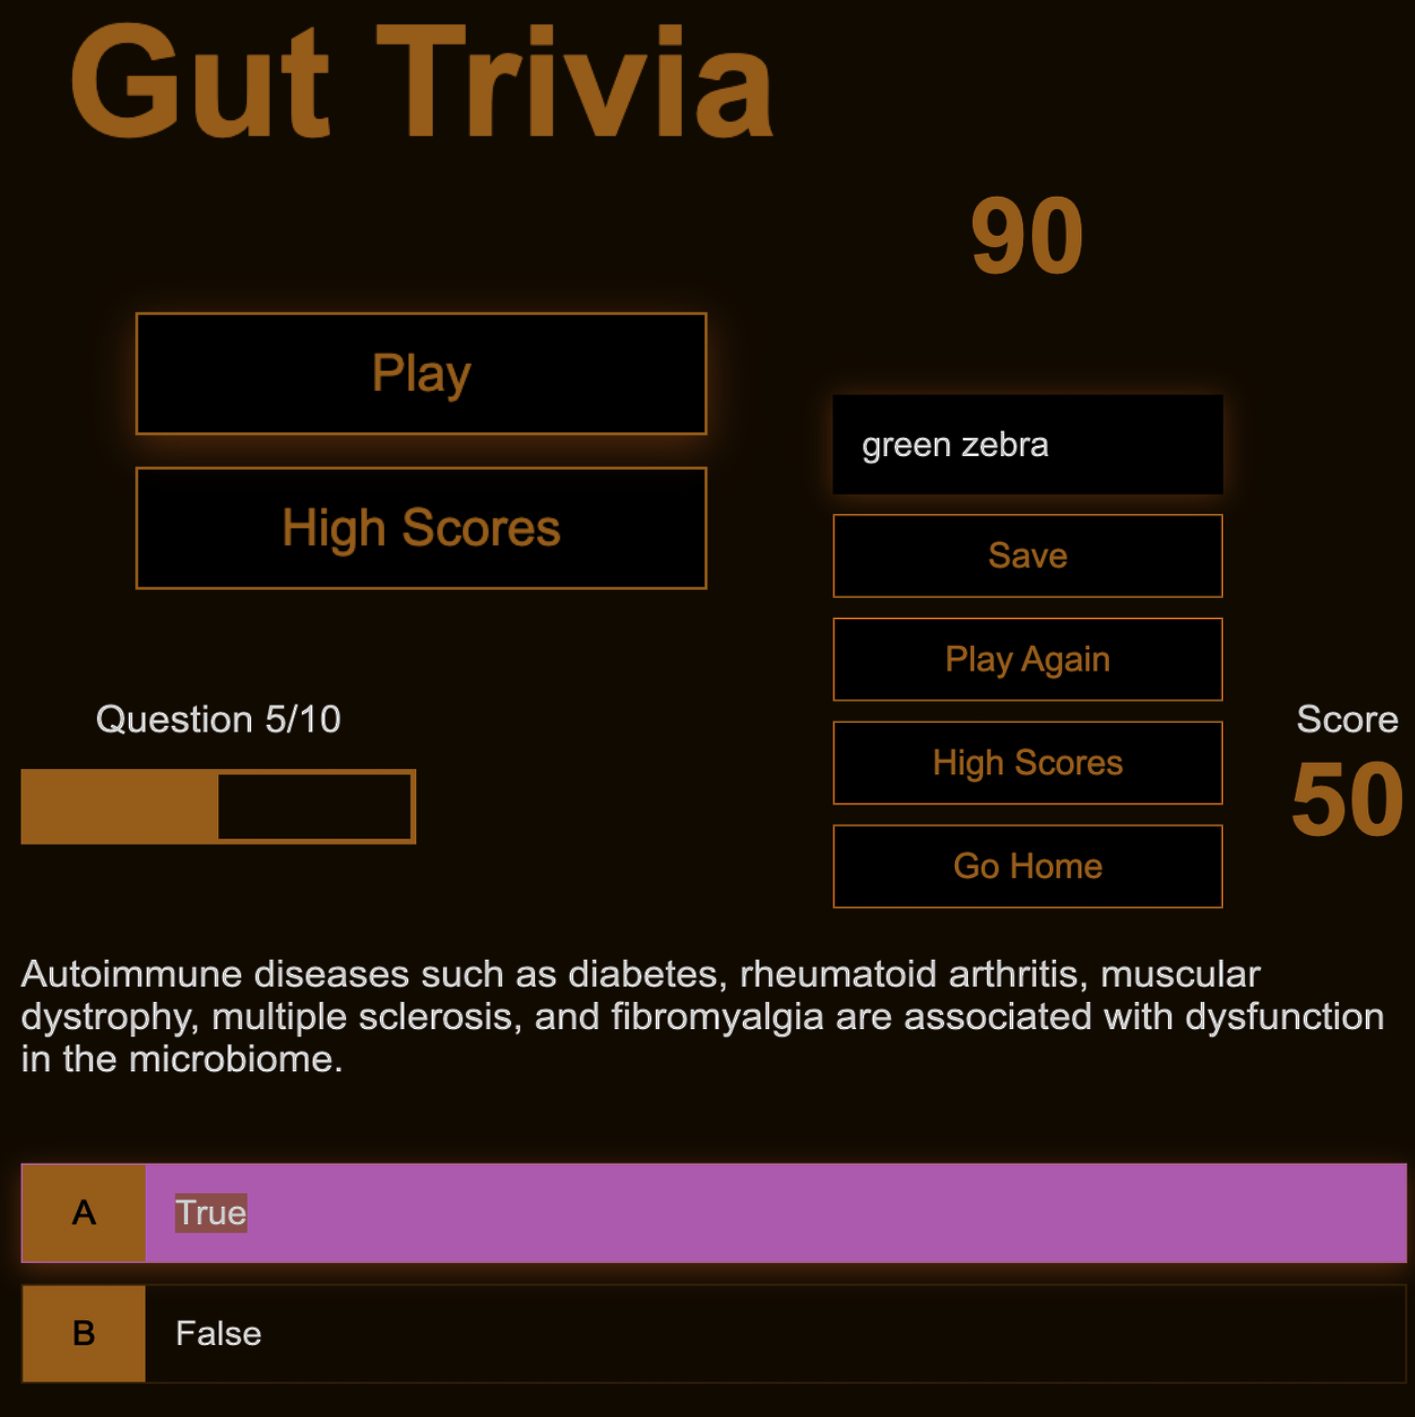 Gut Trivia
90
Play
High Scores
green zebra
Save
Play Again
High Scores
Go Home
Question 5/10
Score
50
Autoimmune diseases such as diabetes, rheumatoid arthritis, muscular
dystrophy, multiple sclerosis, and fibromyalgia are associated with dysfunction
in the microbiome.
A
True
B
False